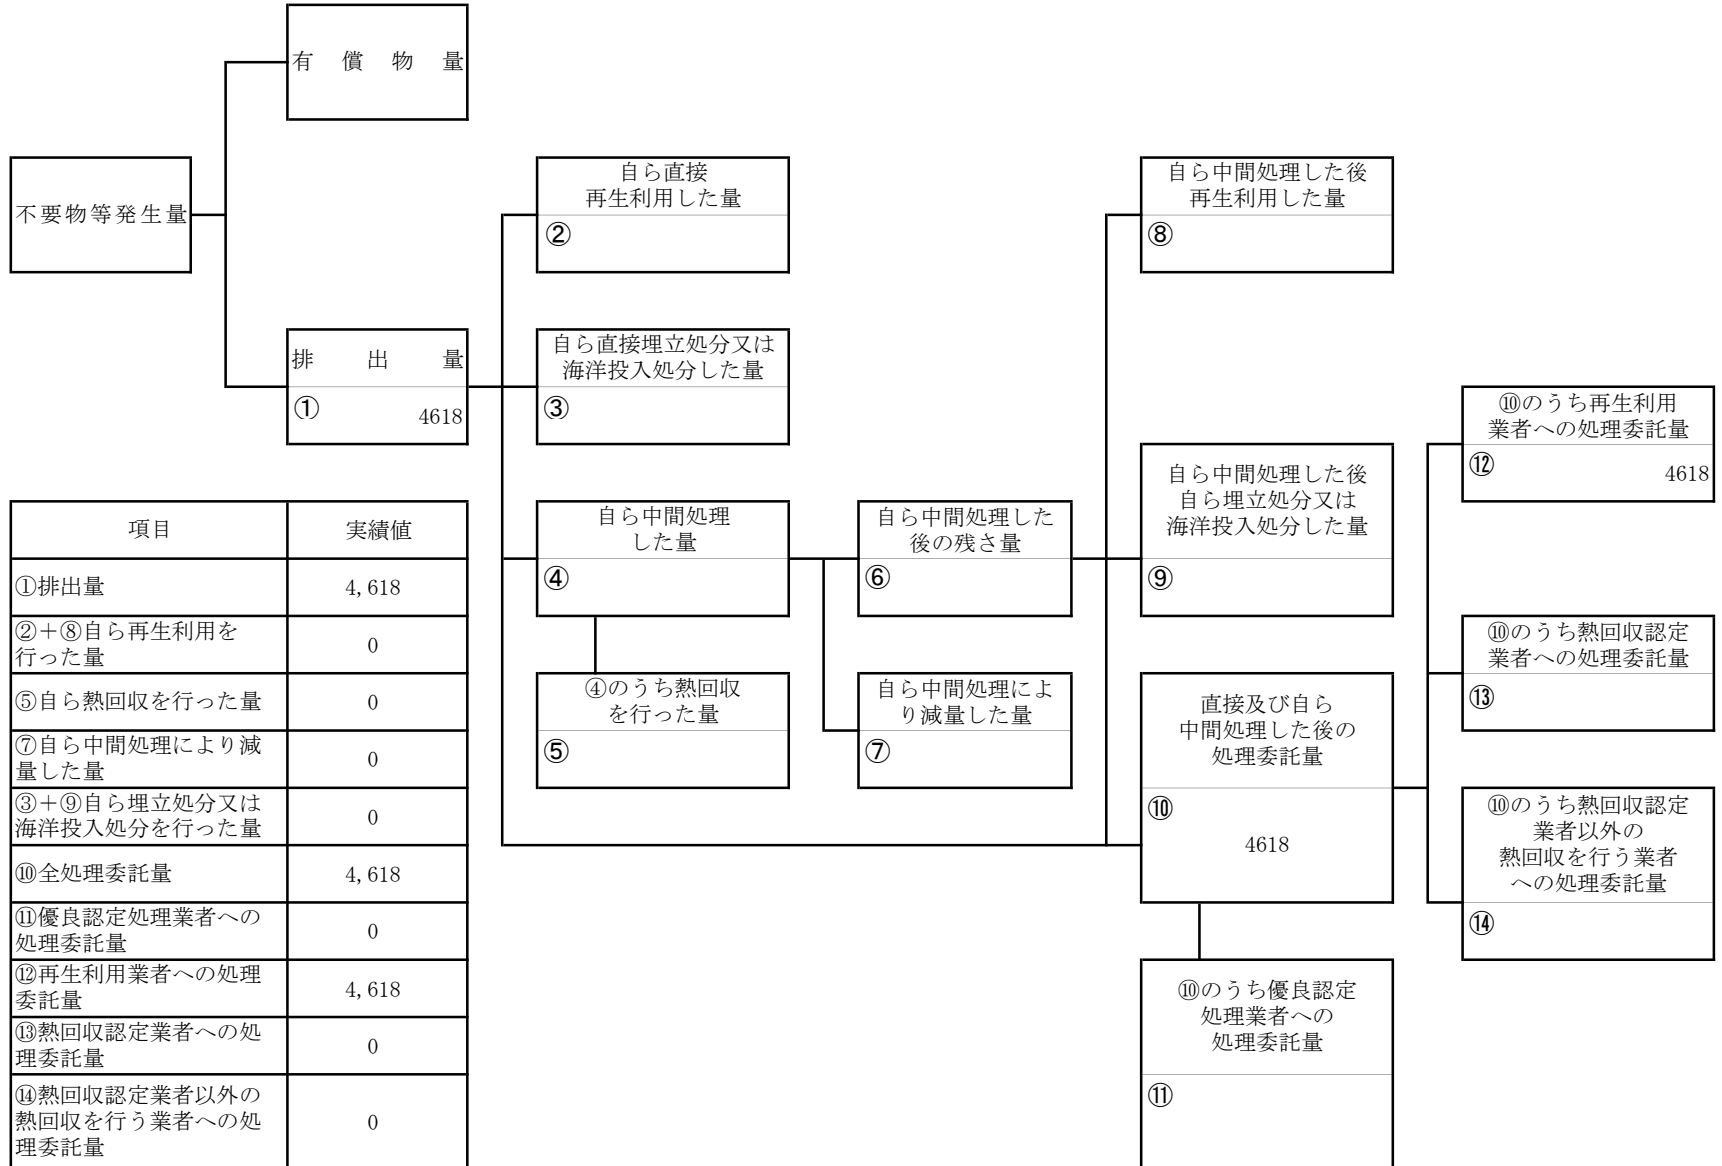 有償物量
不要物等発生量
自ら直接
再生利用した量
②
自ら中間処理した後
再生利用した量
⑧
排出量
① 4618
自ら直接埋立処分又は
海洋投入処分した量
③
⑩のうち再生利用
業者への処理委託量
⑫ 4618
自ら中間処理
した量
④
自ら中間処理した
後の残さ量
⑥
自ら中間処理した後
自ら埋立処分又は
海洋投入処分した量
⑨
④のうち熱回収
を行った量
⑤
自ら中間処理によ
り減量した量
⑦
直接及び自ら
中間処理した後の
処理委託量
⑩
4618
⑩のうち熱回収認定
業者への処理委託量
⑬
⑩のうち熱回収認定
業者以外の
熱回収を行う業者
への処理委託量
⑭
⑩のうち優良認定
処理業者への
処理委託量
⑪
項目 実績値
①排出量 4,618
②＋⑧自ら再生利用を
行った量 0
⑤自ら熱回収を行った量 0
⑦自ら中間処理により減
量した量 0
③＋⑨自ら埋立処分又は
海洋投入処分を行った量 0
⑩全処理委託量 4,618
⑪優良認定処理業者への
処理委託量 0
⑫再生利用業者への処理
委託量 4,618
⑬熱回収認定業者への処
理委託量 0
⑭熱回収認定業者以外の
熱回収を行う業者への処
理委託量 0